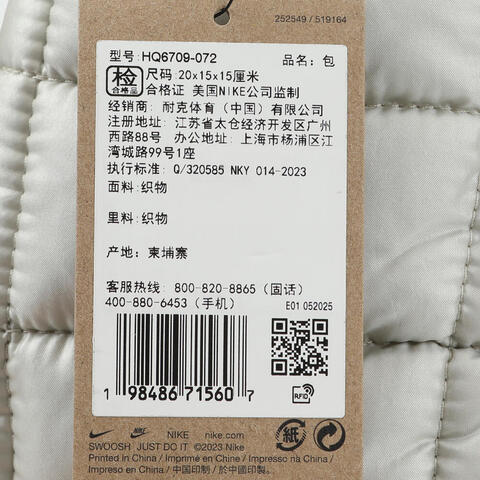 252549 / 519164
型号: HQ6709-072 品名: 包
检 合格品 尺码: 20x15x15厘米
合格证 美国NIKE公司监制
经销商: 耐克体育（中国）有限公司
注册地址: 江苏省太仓经济开发区广州
西路88号 办公地址: 上海市杨浦区江
湾城路99号1座
执行标准: Q/320585 NKY 014-2023
面料: 织物
里料: 织物
产地: 柬埔寨
客服热线: 800-820-8865（固话）
400-880-6453（手机）
E01 052025
1 98486 71560 7
RFID
NIKE nike.com
SWOOSH JUST DO IT ©2023 Nike
Printed in China / Imprimé en Chine /
Impreso en China / 中国印制 / 於中國印製。
紙